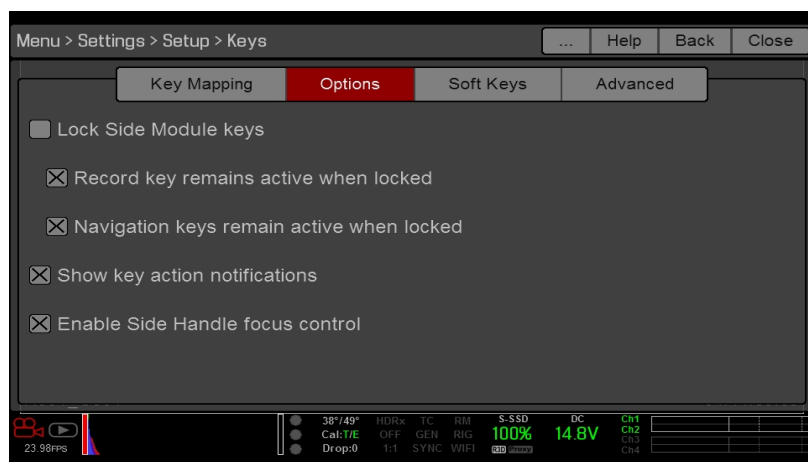 Menu > Settings > Setup > Keys ... Help Back Close
Key Mapping Options Soft Keys Advanced
Lock Side Module keys
Record key remains active when locked
Navigation keys remain active when locked
Show key action notifications
Enable Side Handle focus control
38°/49° HDRx TC RM S-SSD DC Ch1
Cal:T/E OFF GEN RIG 100% 14.8V Ch2
23.98FPS Drop:0 1:1 SYNC WIFI R3D Proxy Ch3
Ch4